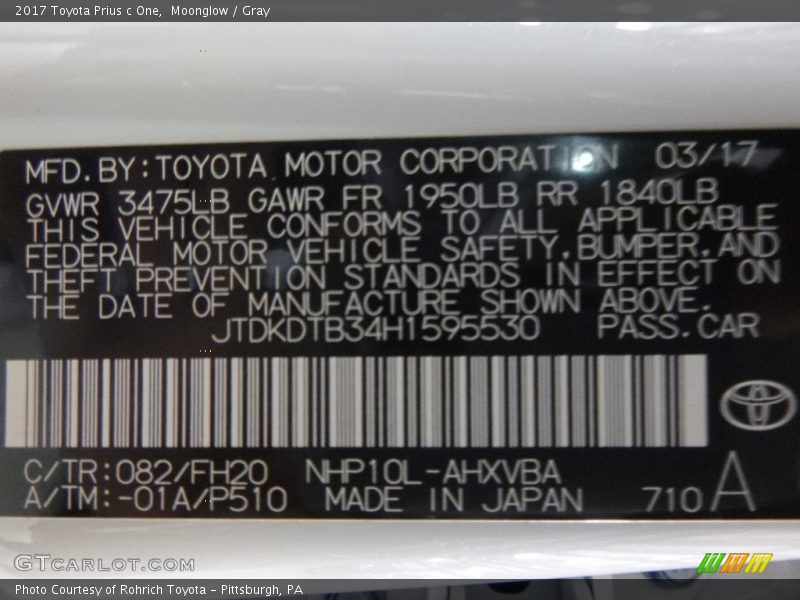 2017 Toyota Prius c One,  Moonglow / Gray
MFD.BY:TOYOTA MOTOR CORPORATION 03/17
GVWR 3475LB GAWR FR 1950LB RR 1840LB
THIS VEHICLE CONFORMS TO ALL APPLICABLE
FEDERAL MOTOR VEHICLE SAFETY,BUMPER,AND
THEFT PREVENTION STANDARDS IN EFFECT ON
THE DATE OF MANUFACTURE SHOWN ABOVE.
JTDKDTB34H1595530 PASS.CAR
C/TR:082/FH20 NHP10L-AHXVBA
A/TM:-01A/P510 MADE IN JAPAN 710 A
GTCARLOT.COM
Photo Courtesy of Rohrich Toyota - Pittsburgh, PA